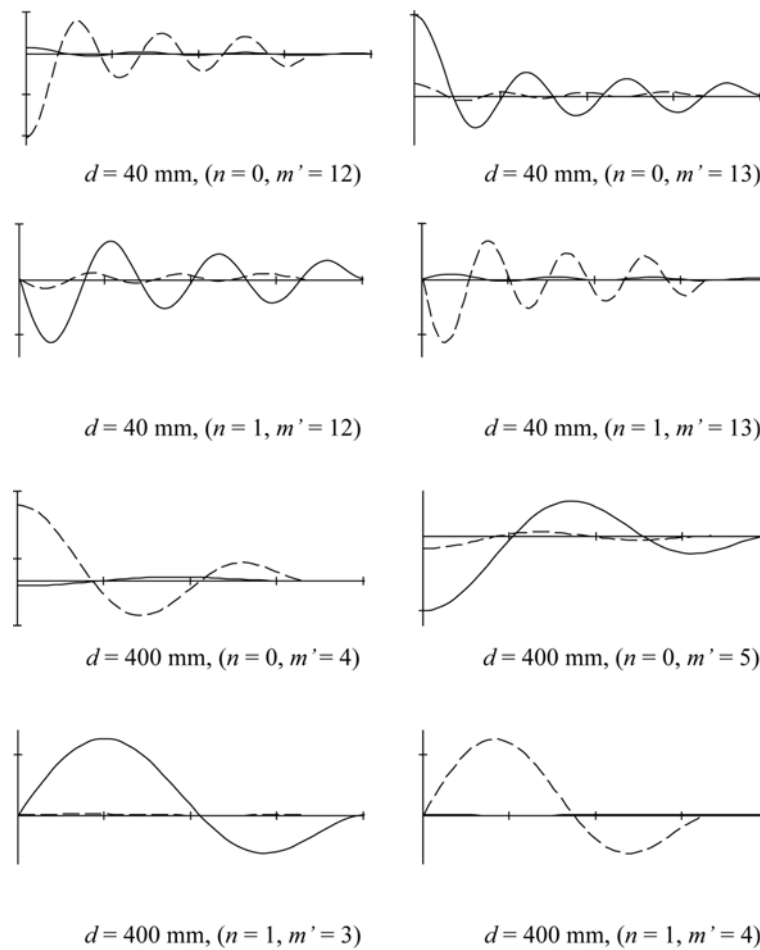 d = 40 mm, (n = 0, m’ = 12)
d = 40 mm, (n = 0, m’ = 13)
d = 40 mm, (n = 1, m’ = 12)
d = 40 mm, (n = 1, m’ = 13)
d = 400 mm, (n = 0, m’ = 4)
d = 400 mm, (n = 0, m’ = 5)
d = 400 mm, (n = 1, m’ = 3)
d = 400 mm, (n = 1, m’ = 4)